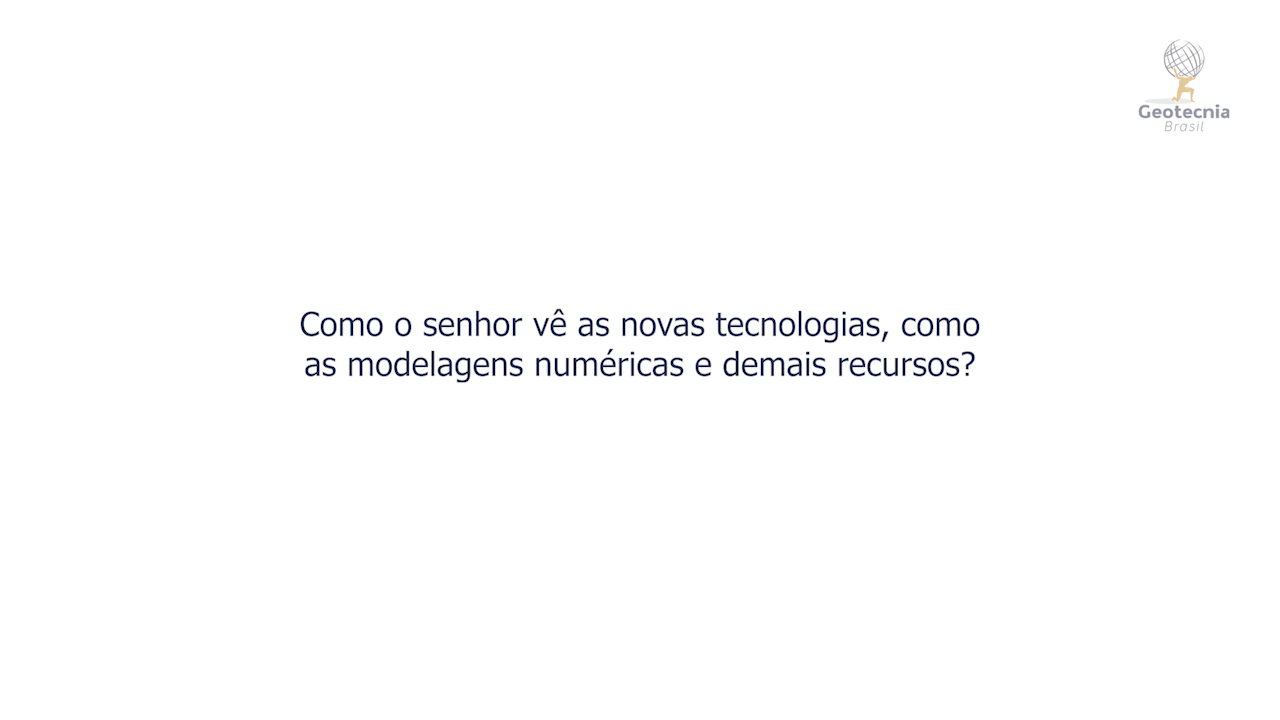 Geotecnia
Brasil
Como o senhor vê as novas tecnologias, como
as modelagens numéricas e demais recursos?